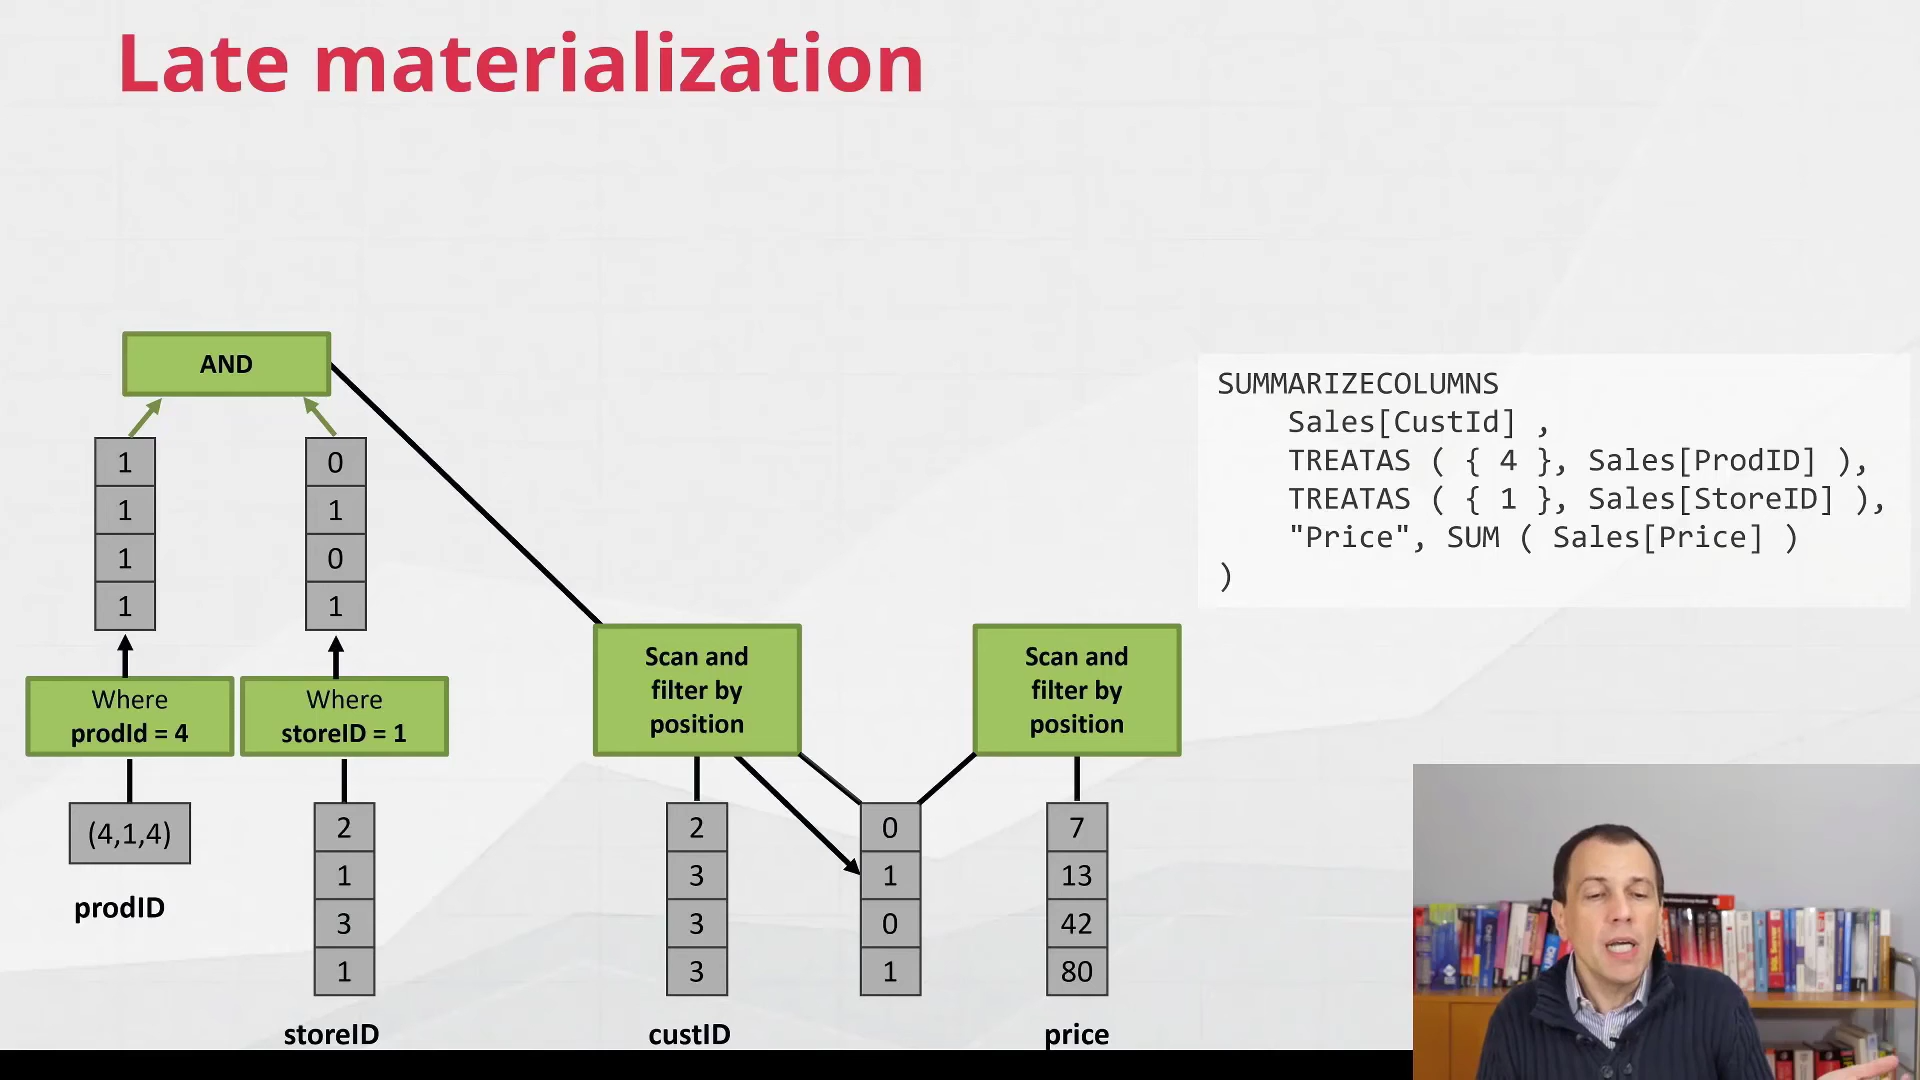 Late materialization
AND
1
1
1
1
0
1
0
1
Where
prodId = 4
Where
storeID = 1
(4,1,4)
prodID
2
1
3
1
storeID
Scan and
filter by
position
2
3
3
3
custID
0
1
0
1
Scan and
filter by
position
7
13
42
80
price
SUMMARIZECOLUMNS
Sales[CustId] ,
TREATAS ( { 4 }, Sales[ProdID] ),
TREATAS ( { 1 }, Sales[StoreID] ),
"Price", SUM ( Sales[Price] )
)